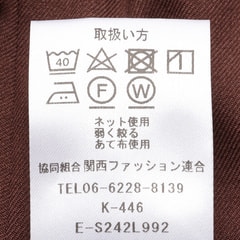 取扱い方
40 1
F W
ネット使用
弱く絞る
あて布使用
協同組合 関西ファッション連合
TEL06-6228-8139
K-446
E-S242L992